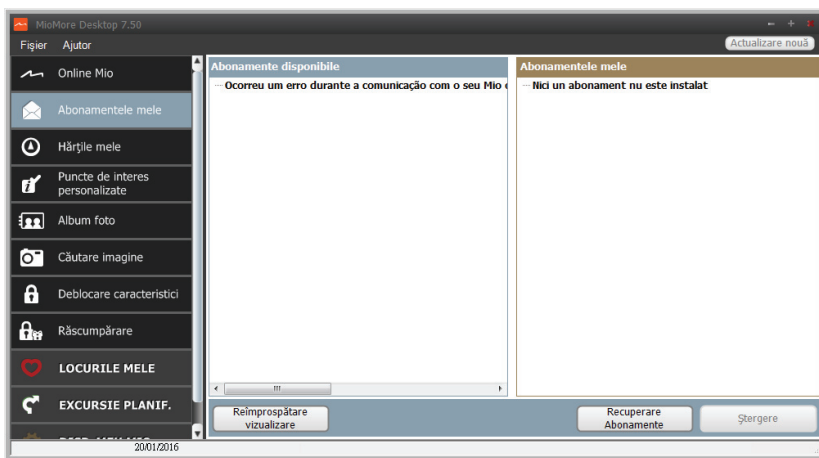 MioMore Desktop 7.50
Fișier Ajutor
Actualizare nouă
Online Mio
Abonamentele mele
Hărțile mele
Puncte de interes
personalizate
Album foto
Căutare imagine
Deblocare caracteristici
Răscumpărare
LOCURILE MELE
EXCURSIE PLANIF.
Abonamente disponibile
Ocorreu um erro durante a comunicação com o seu Mio
Abonamentele mele
Nici un abonament nu este instalat
Reîmprospătare
vizualizare
Recuperare
Abonamente
Ștergere
20/01/2016